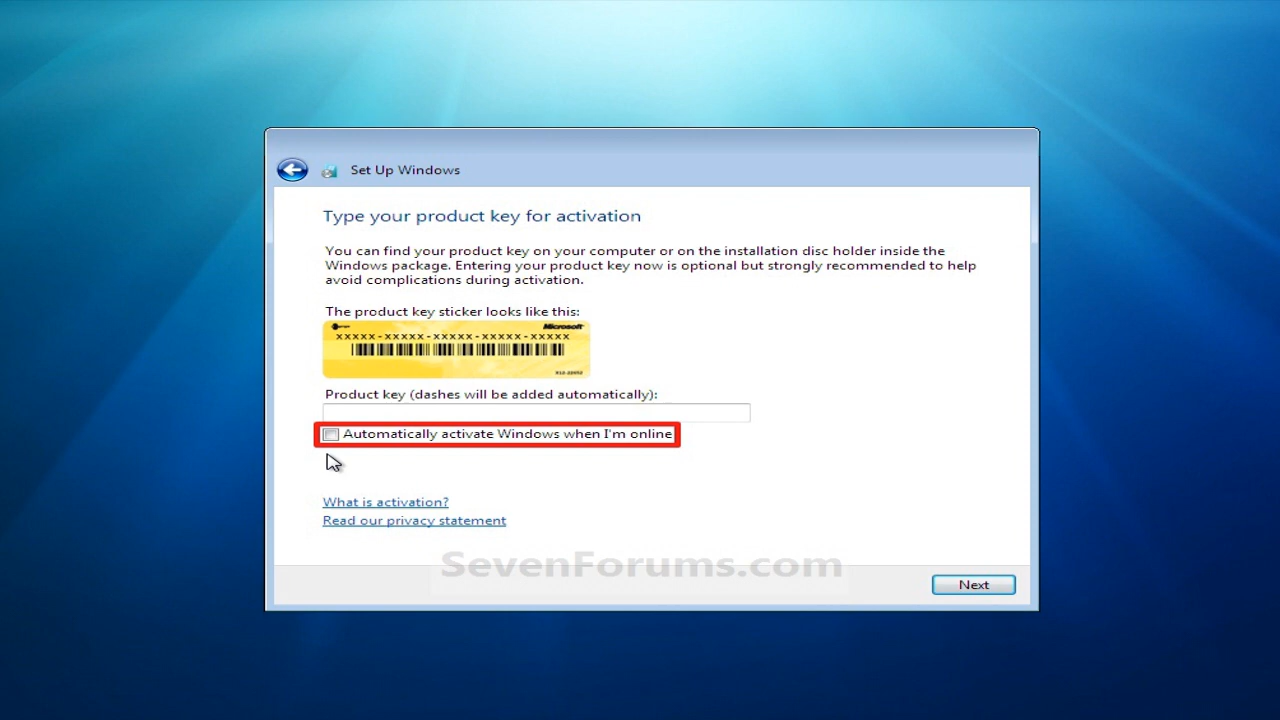 Set Up Windows
Type your product key for activation
You can find your product key on your computer or on the installation disc holder inside the
Windows package. Entering your product key now is optional but strongly recommended to help
avoid complications during activation.
The product key sticker looks like this:
Microsoft
XXXXX-XXXXX-XXXXX-XXXXX-XXXXX
Product key (dashes will be added automatically):
Automatically activate Windows when I'm online
What is activation?
Read our privacy statement
SevenForums.com
Next